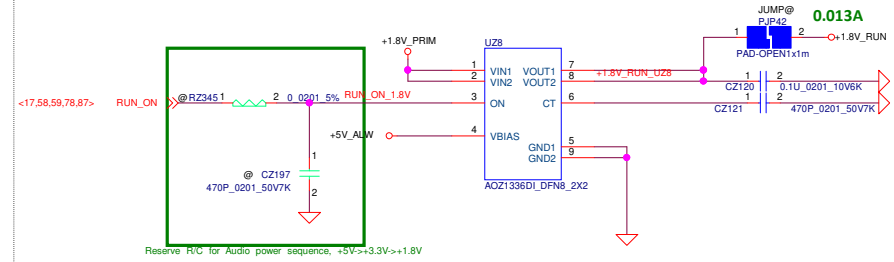 JUMP@
PJP42
0.013A
1
2
+1.8V_RUN
PAD-OPEN1x1m
+1.8V_PRIM
UZ8
1
VIN1
VOUT1
7
2
VIN2
VOUT2
8
+1.8V_RUN_UZ8
1
2
CZ120
0.1U_0201_10V6K
<17,58,59,78,87>
RUN_ON
@RZ345
1
2
0_0201_5%
RUN_ON_1.8V
3
ON
CT
6
1
2
CZ121
470P_0201_50V7K
+5V_ALW
4
VBIAS
GND1
5
GND2
9
1
@
CZ197
470P_0201_50V7K
2
AOZ1336DI_DFN8_2X2
Reserve R/C for Audio power sequence, +5V->+3.3V->+1.8V